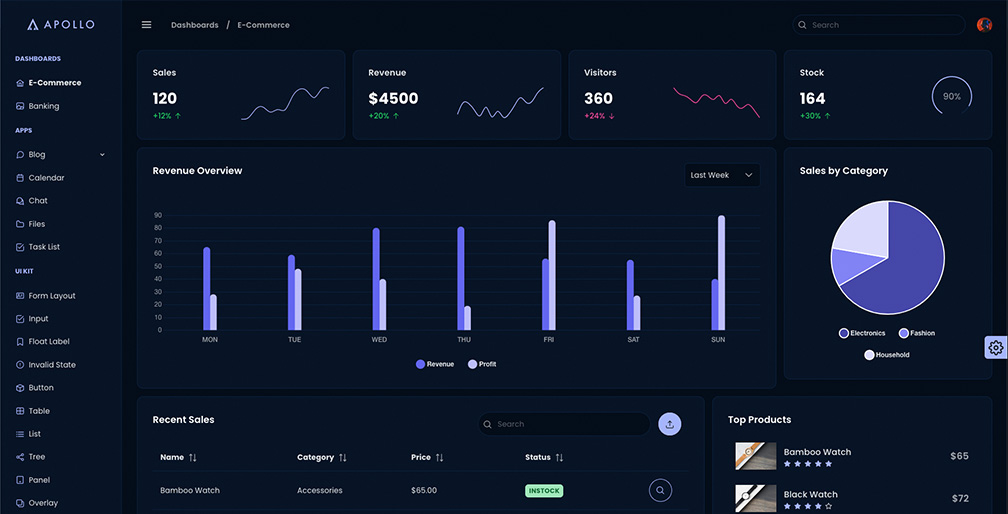 APOLLO
Dashboards / E-Commerce
Search
DASHBOARDS
E-Commerce
Banking
APPS
Blog
Calendar
Chat
Files
Task List
UI KIT
Form Layout
Input
Float Label
Invalid State
Button
Table
List
Tree
Panel
Overlay
Sales
120
+12% ↑
Revenue
$4500
+20% ↑
Visitors
360
+24% ↓
Stock
164
+30% ↑
90%
Revenue Overview
Last Week
90
80
70
60
50
40
30
20
10
0
MON TUE WED THU FRI SAT SUN
Revenue Profit
Sales by Category
Electronics Fashion
Household
Recent Sales
Search
Name Category Price Status
Bamboo Watch Accessories $65.00 INSTOCK
Top Products
Bamboo Watch
$65
Black Watch
$72